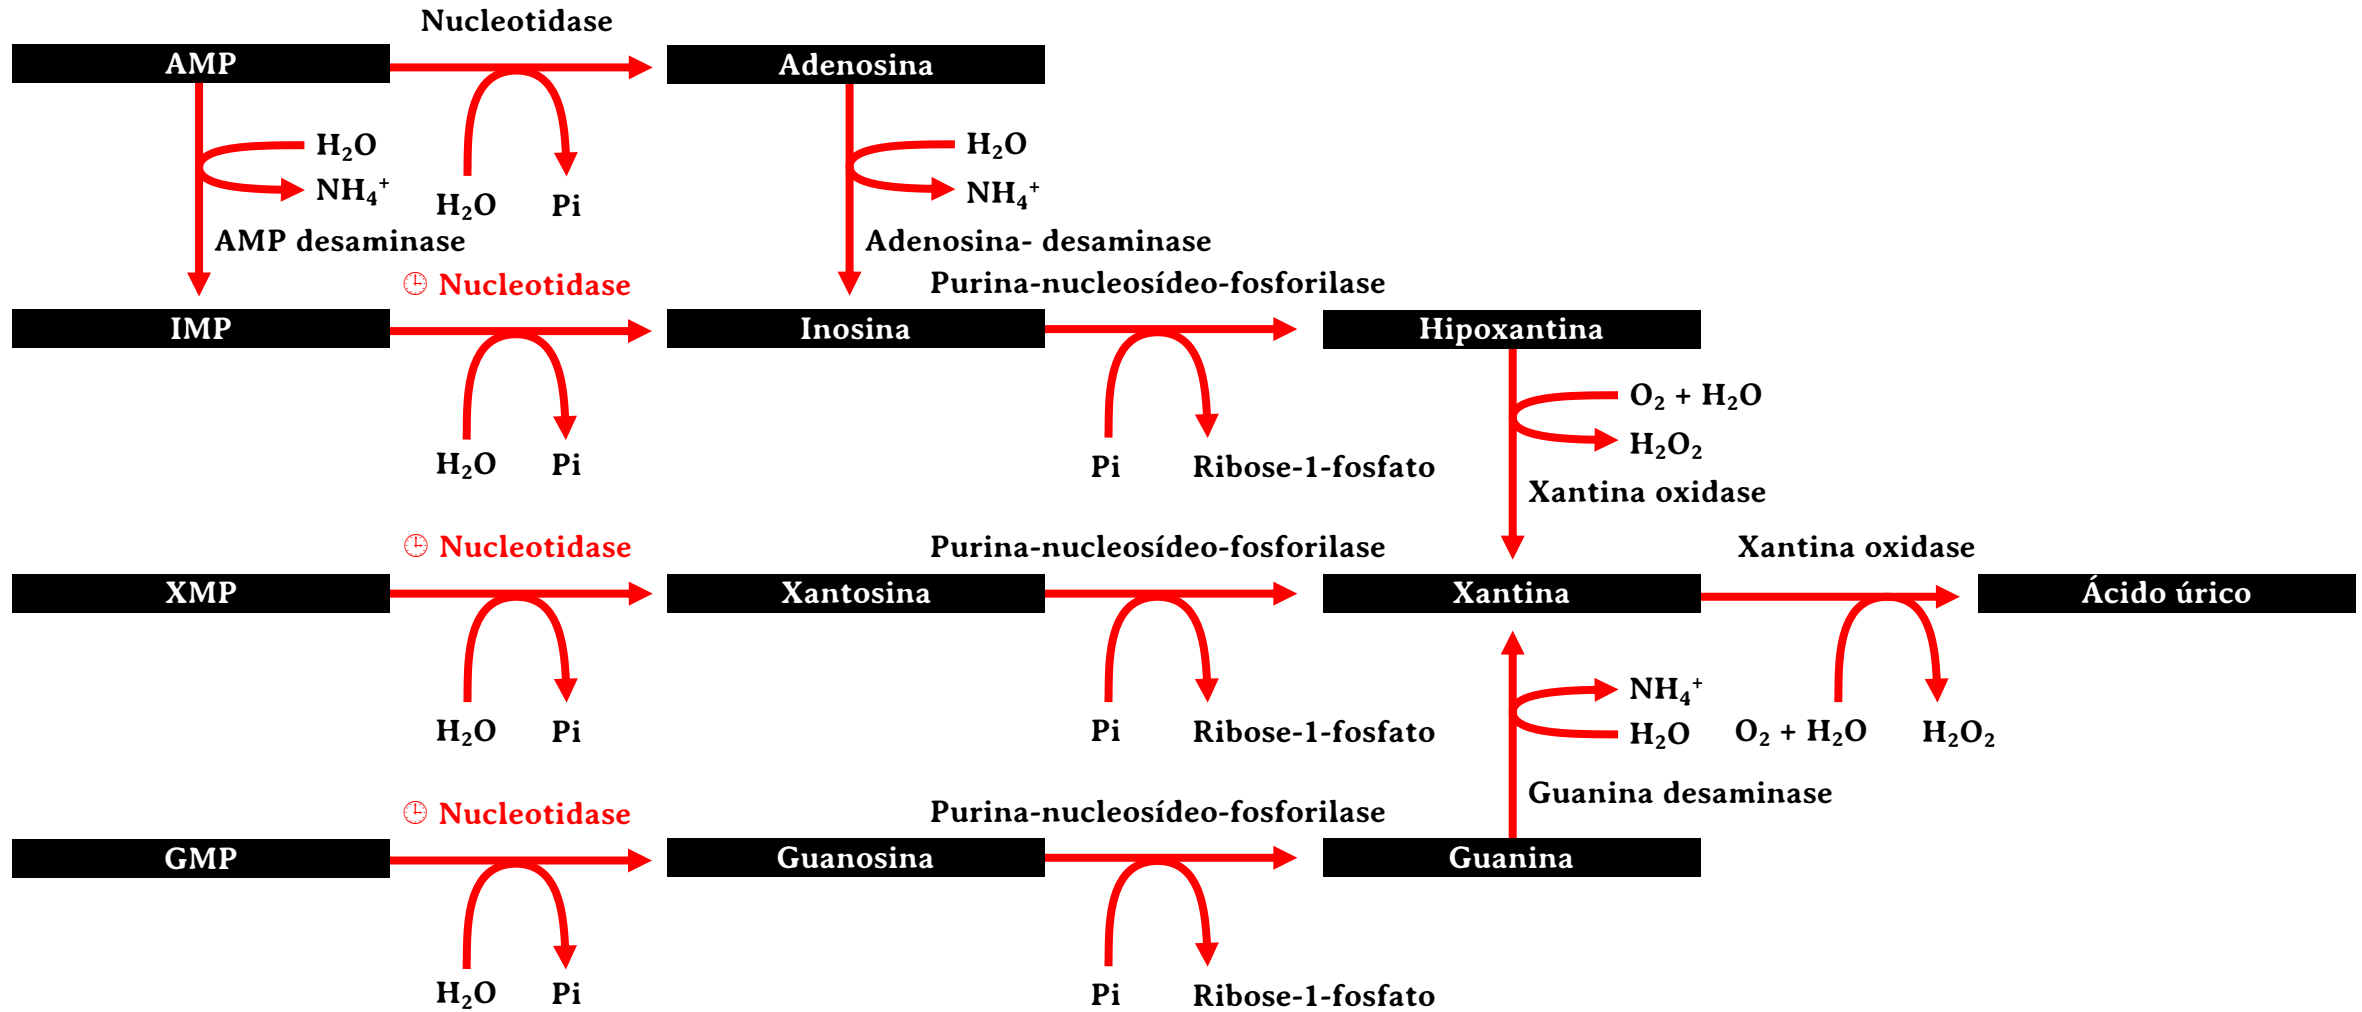 Nucleotidase
AMP
Adenosina
H₂O
NH₄⁺
H₂O
Pi
H₂O
NH₄⁺
AMP desaminase
Adenosina- desaminase
🕒 Nucleotidase
Purina-nucleosídeo-fosforilase
IMP
Inosina
Hipoxantina
H₂O
Pi
Pi
Ribose-1-fosfato
O₂ + H₂O
H₂O₂
Xantina oxidase
🕒 Nucleotidase
Purina-nucleosídeo-fosforilase
Xantina oxidase
XMP
Xantosina
Xantina
Ácido úrico
H₂O
Pi
Pi
Ribose-1-fosfato
NH₄⁺
H₂O
O₂ + H₂O
H₂O₂
Guanina desaminase
🕒 Nucleotidase
Purina-nucleosídeo-fosforilase
GMP
Guanosina
Guanina
H₂O
Pi
Pi
Ribose-1-fosfato